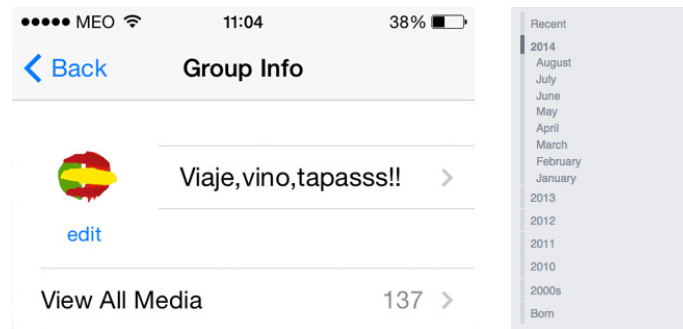 MEO 11:04 38%
Back Group Info
Viaje,vino,tapasss!!
edit
View All Media 137
Recent
2014
August
July
June
May
April
March
February
January
2013
2012
2011
2010
2000s
Born